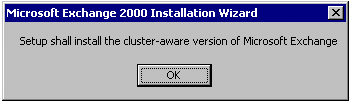 Microsoft Exchange 2000 Installation Wizard
Setup shall install the cluster-aware version of Microsoft Exchange
OK